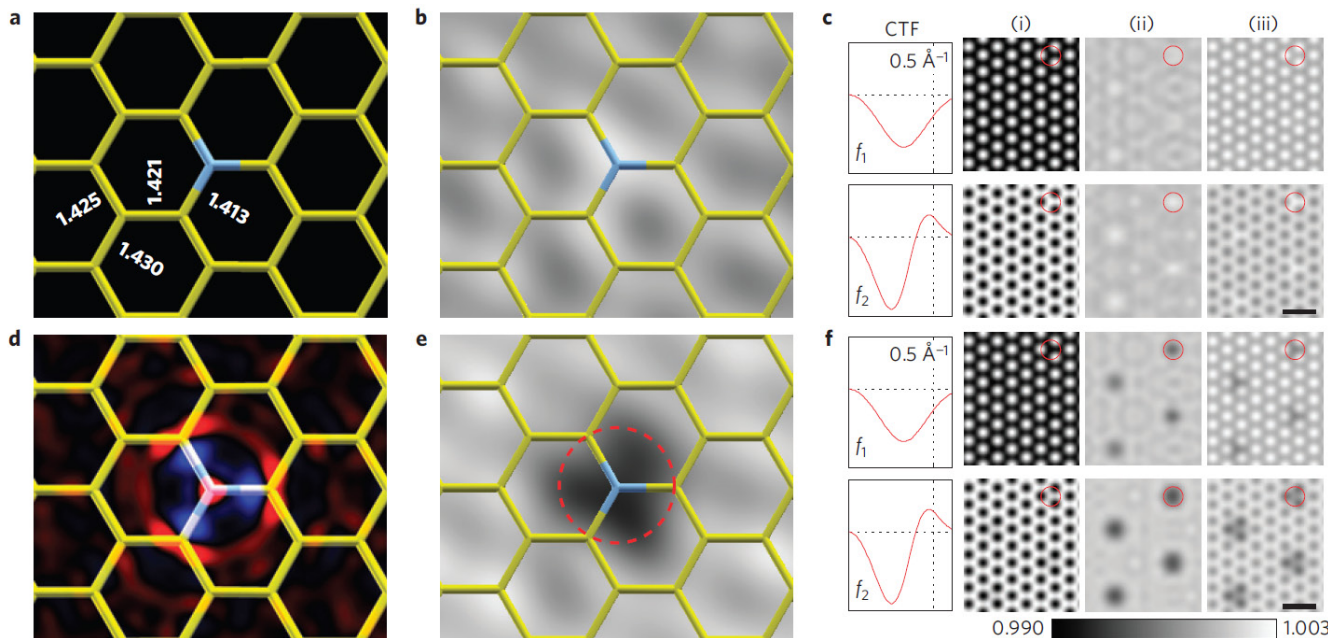 a
b
c
CTF
(i)
(ii)
(iii)
0.5 Å⁻¹
f₁
f₂
1.421
1.425
1.413
1.430
d
e
f
0.5 Å⁻¹
f₁
f₂
0.990
1.003